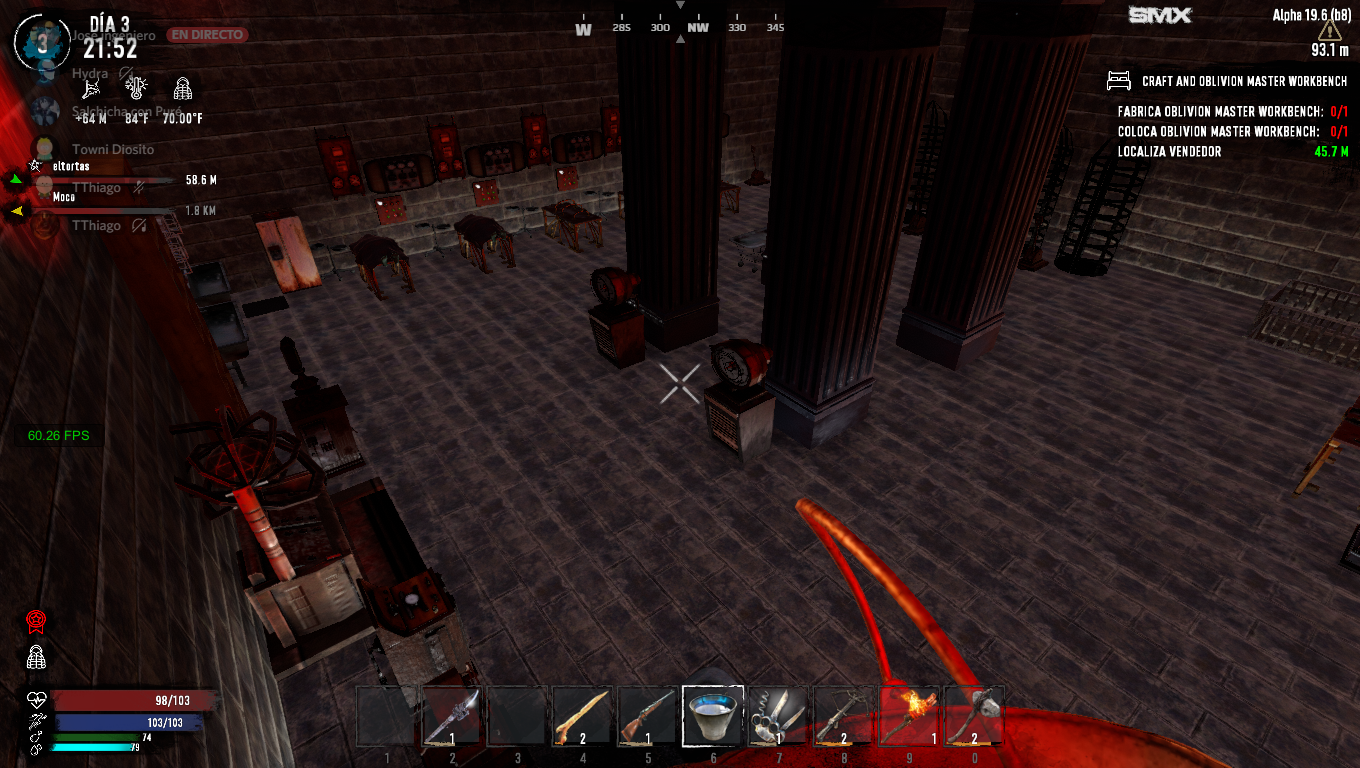 DÍA 3
21:52
3
Jose Ingeniero EN DIRECTO
Hydra
Salchicha con Puré
+64 M 84°F 70.00°F
Towni Diosito
eltortas
58.6 M
TThiago
Moco
1.8 KM
TThiago
W 285 300 NW 330 345
SMX
Alpha 19.6 (b8)
93.1 m
CRAFT AND OBLIVION MASTER WORKBENCH
FABRICA OBLIVION MASTER WORKBENCH: 0/1
COLOCA OBLIVION MASTER WORKBENCH: 0/1
LOCALIZA VENDEDOR 45.7 M
60.26 FPS
98/103
103/103
74
79
1 2 1 1 2 1 2
1 2 3 4 5 6 7 8 9 0